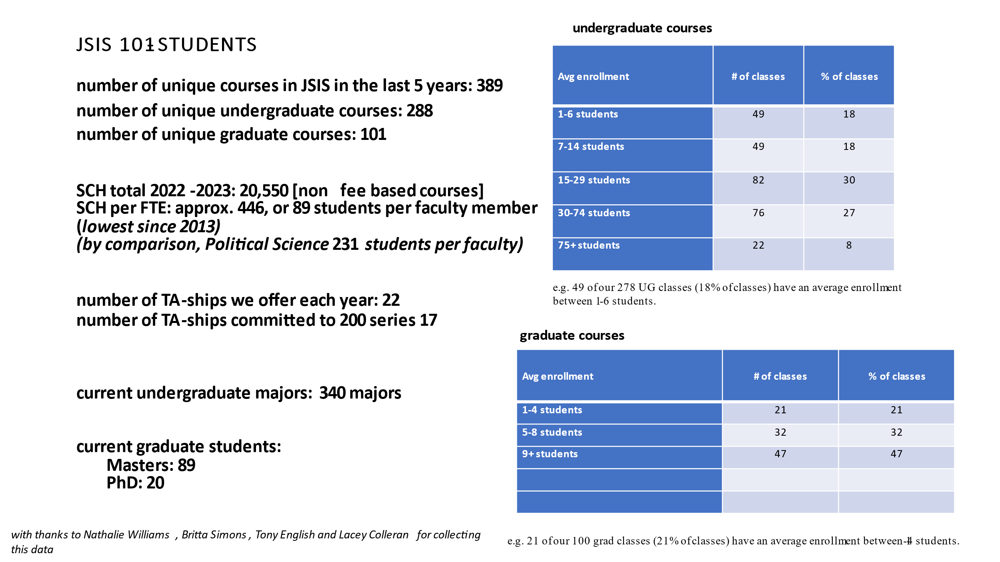 JSIS 101- STUDENTS
number of unique courses in JSIS in the last 5 years: 389
number of unique undergraduate courses: 288
number of unique graduate courses: 101
SCH total 2022 -2023: 20,550 [non fee based courses]
SCH per FTE: approx. 446, or 89 students per faculty member
(lowest since 2013)
(by comparison, Political Science 231 students per faculty)
number of TA-ships we offer each year: 22
number of TA-ships committed to 200 series 17
current undergraduate majors: 340 majors
current graduate students:
Masters: 89
PhD: 20
with thanks to Nathalie Williams , Britta Simons , Tony English and Lacey Colleran for collecting
this data
undergraduate courses
Avg enrollment # of classes % of classes
1-6 students 49 18
7-14 students 49 18
15-29 students 82 30
30-74 students 76 27
75+ students 22 8
e.g. 49 of our 278 UG classes (18% of classes) have an average enrollment
between 1-6 students.
graduate courses
Avg enrollment # of classes % of classes
1-4 students 21 21
5-8 students 32 32
9+ students 47 47
e.g. 21 of our 100 grad classes (21% of classes) have an average enrollment between 1-4 students.